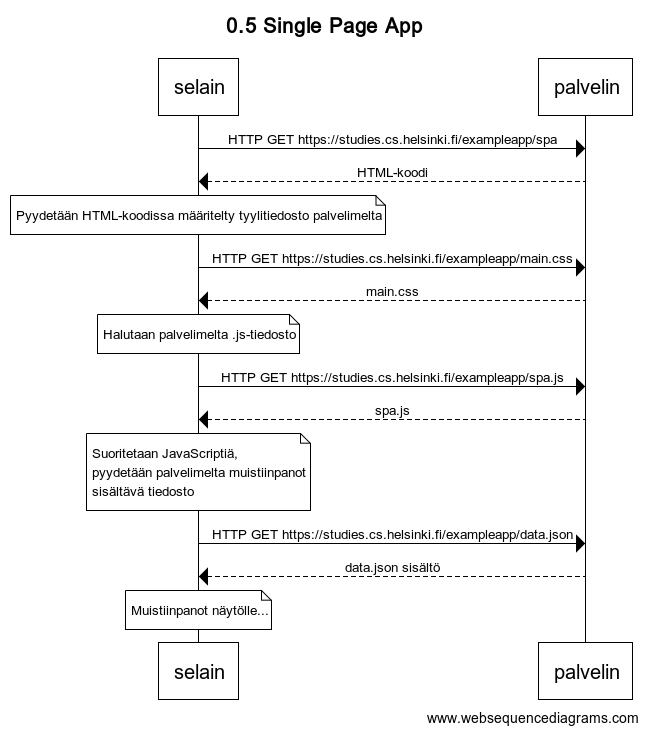 0.5 Single Page App
selain
palvelin
HTTP GET https://studies.cs.helsinki.fi/exampleapp/spa
HTML-koodi
Pyydetään HTML-koodissa määritelty tyylitiedosto palvelimelta
HTTP GET https://studies.cs.helsinki.fi/exampleapp/main.css
main.css
Halutaan palvelimelta .js-tiedosto
HTTP GET https://studies.cs.helsinki.fi/exampleapp/spa.js
spa.js
Suoritetaan JavaScriptiä,
pyydetään palvelimelta muistiinpanot
sisältävä tiedosto
HTTP GET https://studies.cs.helsinki.fi/exampleapp/data.json
data.json sisältö
Muistiinpanot näytölle...
selain
palvelin
www.websequencediagrams.com